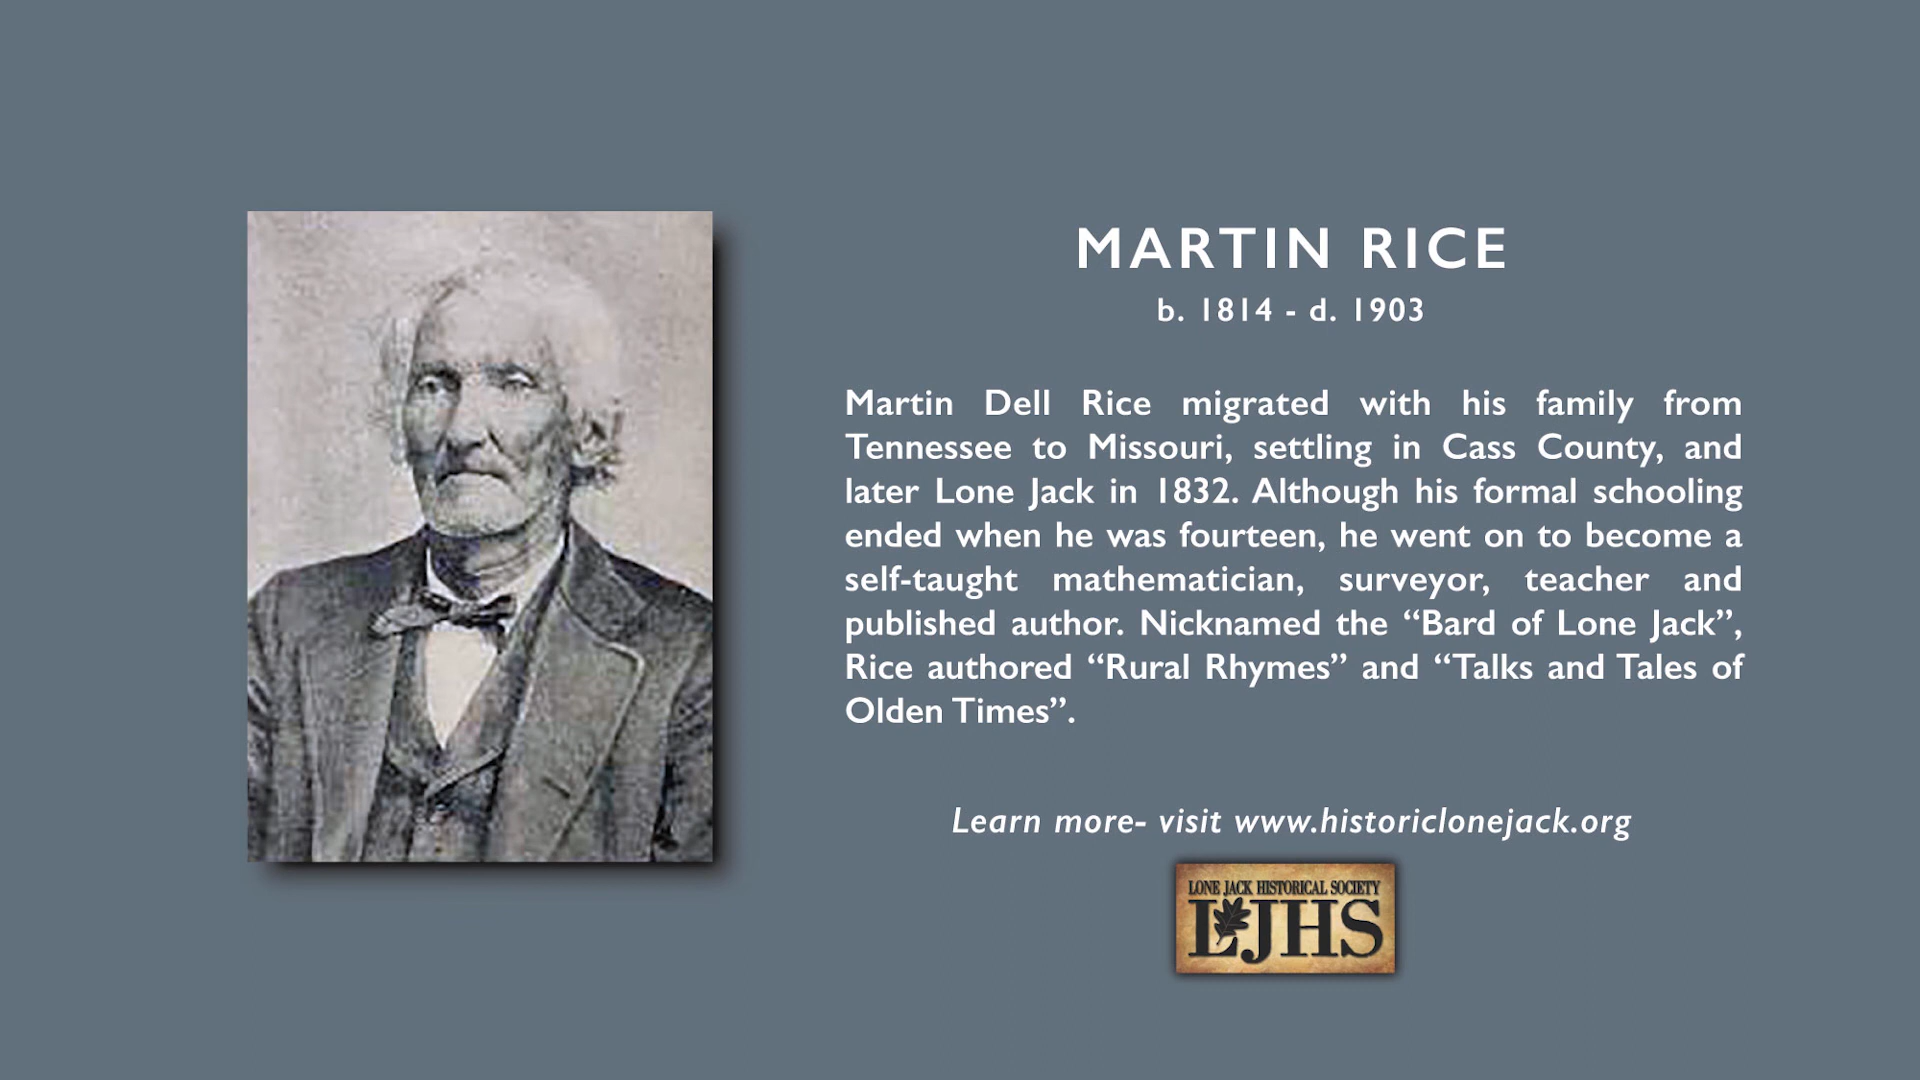 MARTIN RICE
b. 1814 - d. 1903
Martin Dell Rice migrated with his family from
Tennessee to Missouri, settling in Cass County, and
later Lone Jack in 1832. Although his formal schooling
ended when he was fourteen, he went on to become a
self-taught mathematician, surveyor, teacher and
published author. Nicknamed the “Bard of Lone Jack”,
Rice authored “Rural Rhymes” and “Talks and Tales of
Olden Times”.
Learn more- visit www.historiclonejack.org
LONE JACK HISTORICAL SOCIETY
LJHS